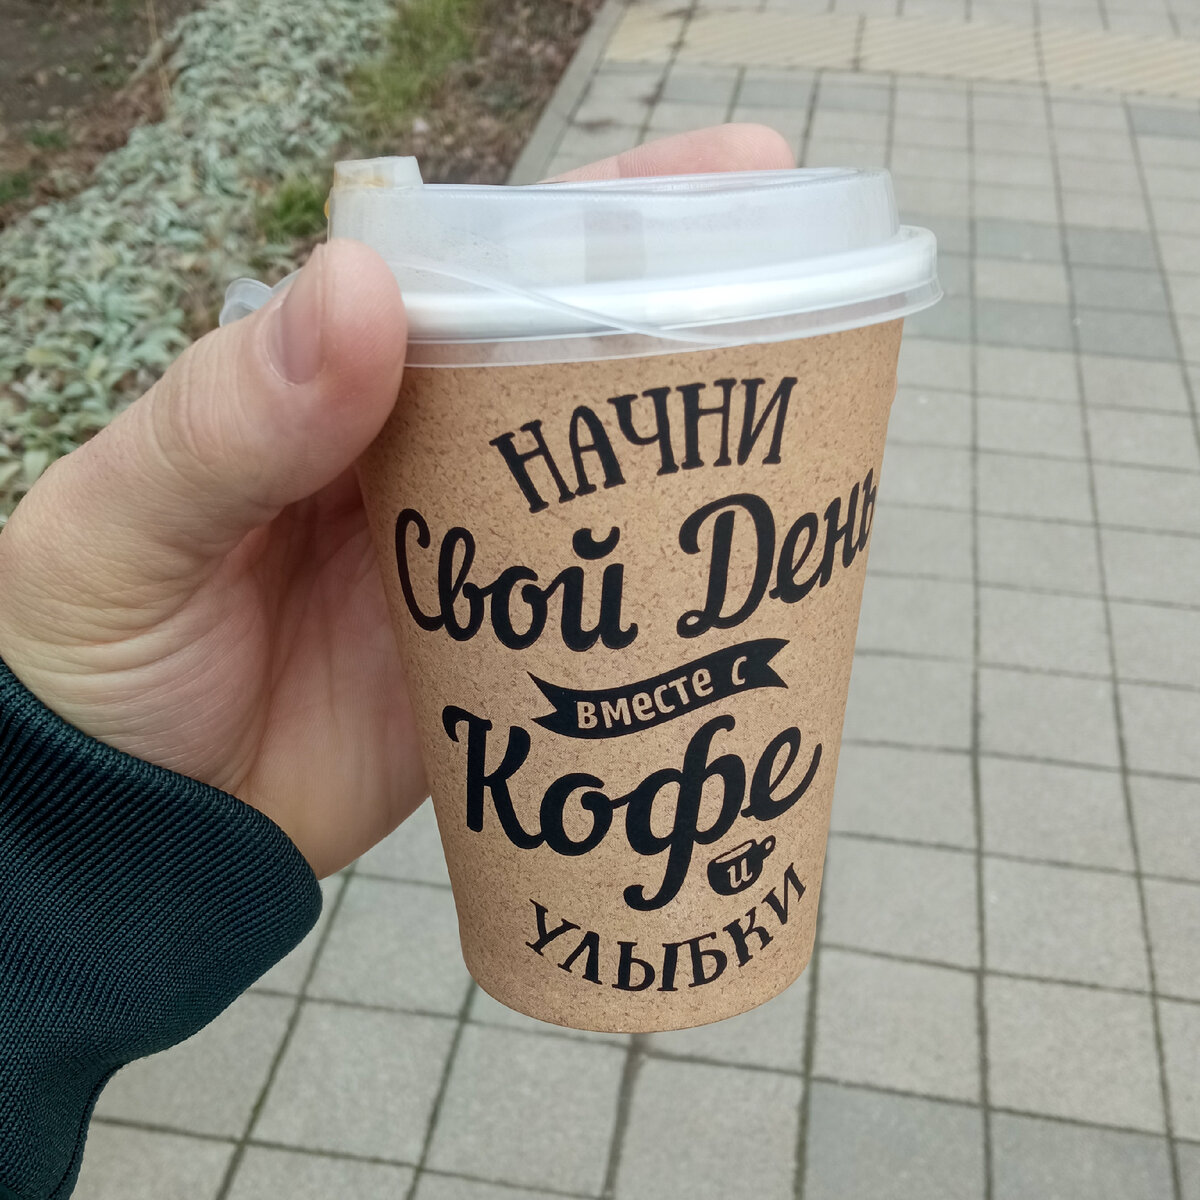 НАЧНИ
Свой День
вместе с
Кофе
и
УЛЫБКИ